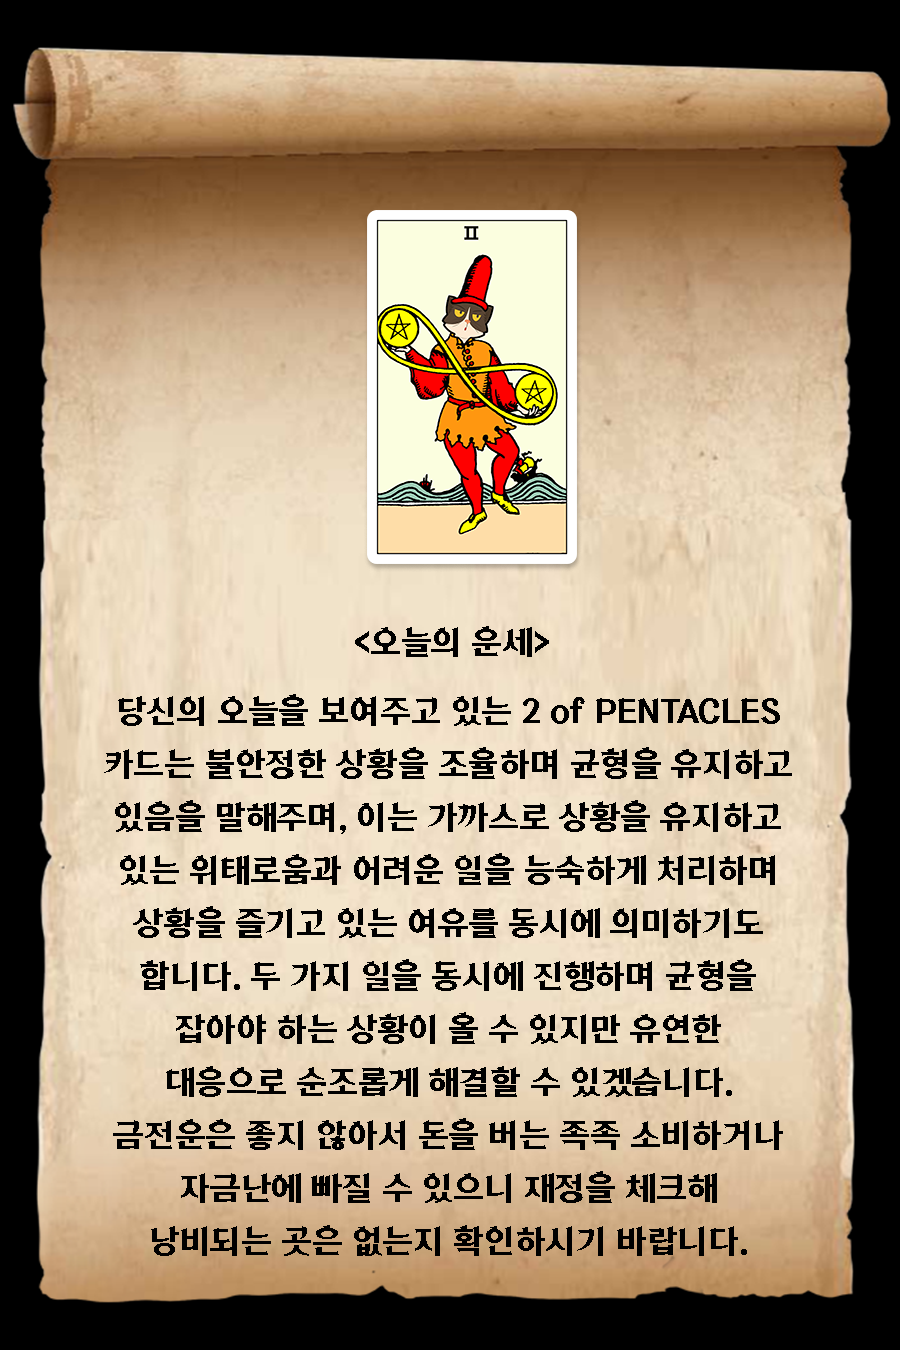 II
<오늘의 운세>
당신의 오늘을 보여주고 있는 2 of PENTACLES
카드는 불안정한 상황을 조율하며 균형을 유지하고
있음을 말해주며, 이는 가까스로 상황을 유지하고
있는 위태로움과 어려운 일을 능숙하게 처리하며
상황을 즐기고 있는 여유를 동시에 의미하기도
합니다. 두 가지 일을 동시에 진행하며 균형을
잡아야 하는 상황이 올 수 있지만 유연한
대응으로 순조롭게 해결할 수 있겠습니다.
금전운은 좋지 않아서 돈을 버는 족족 소비하거나
자금난에 빠질 수 있으니 재정을 체크해
낭비되는 곳은 없는지 확인하시기 바랍니다.